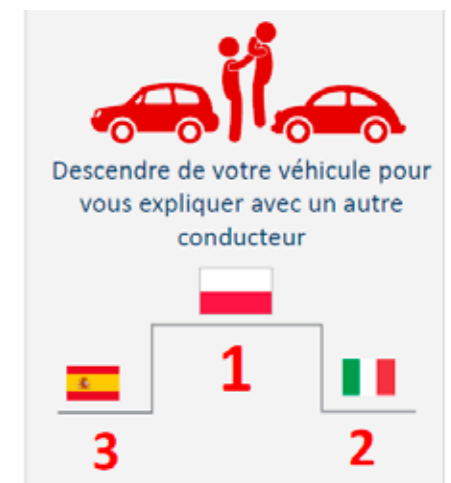 Descendre de votre véhicule pour
vous expliquer avec un autre
conducteur
1
3
2